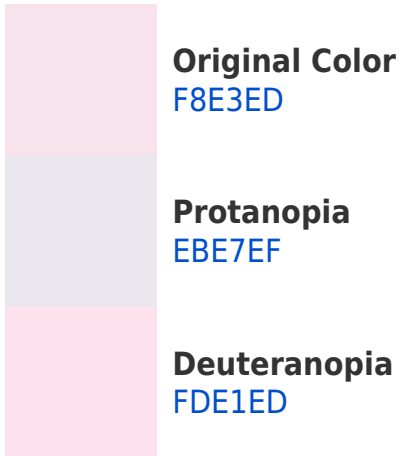 Original Color
F8E3ED
Protanopia
EBE7EF
Deuteranopia
FDE1ED